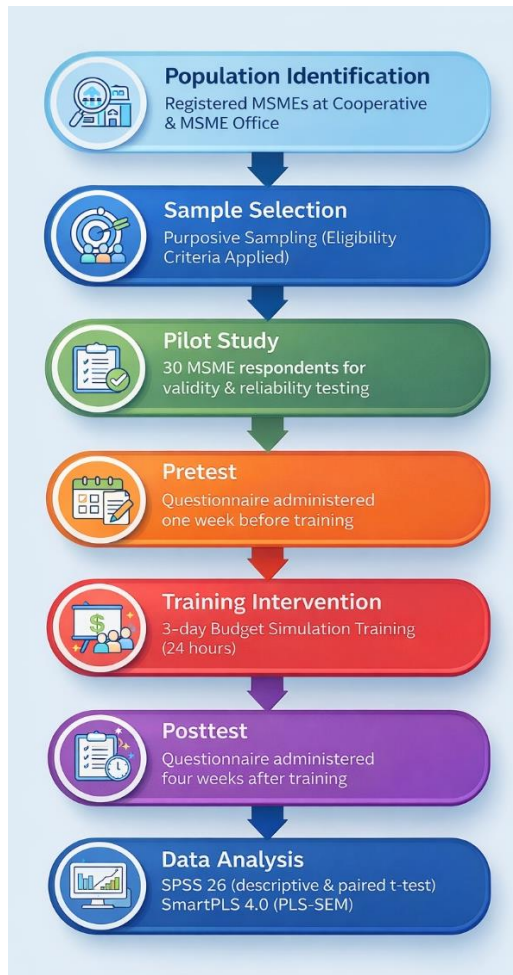 Population Identification
Registered MSMEs at Cooperative
& MSME Office
Sample Selection
Purposive Sampling (Eligibility
Criteria Applied)
Pilot Study
30 MSME respondents for
validity & reliability testing
Pretest
Questionnaire administered
one week before training
Training Intervention
3-day Budget Simulation Training
(24 hours)
Posttest
Questionnaire administered
four weeks after training
Data Analysis
SPSS 26 (descriptive & paired t-test)
SmartPLS 4.0 (PLS-SEM)